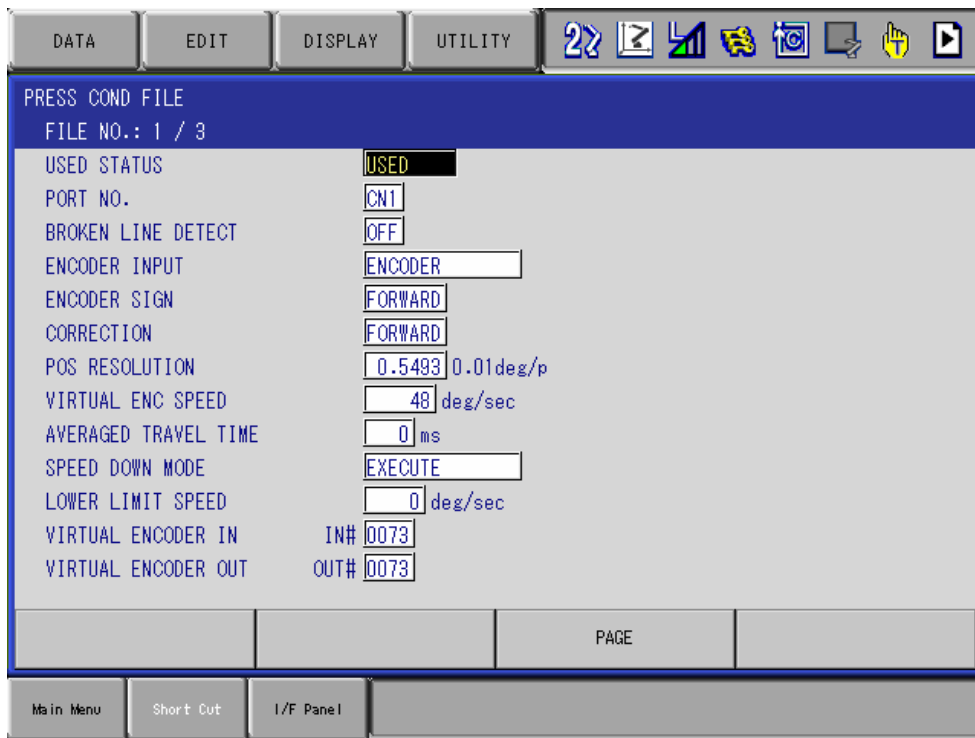 DATA EDIT DISPLAY UTILITY
PRESS COND FILE
FILE NO.: 1 / 3
USED STATUS USED
PORT NO. CN1
BROKEN LINE DETECT OFF
ENCODER INPUT ENCODER
ENCODER SIGN FORWARD
CORRECTION FORWARD
POS RESOLUTION 0.5493 0.01deg/p
VIRTUAL ENC SPEED 48 deg/sec
AVERAGED TRAVEL TIME 0 ms
SPEED DOWN MODE EXECUTE
LOWER LIMIT SPEED 0 deg/sec
VIRTUAL ENCODER IN IN# 0073
VIRTUAL ENCODER OUT OUT# 0073
PAGE
Main Menu Short Cut I/F Panel